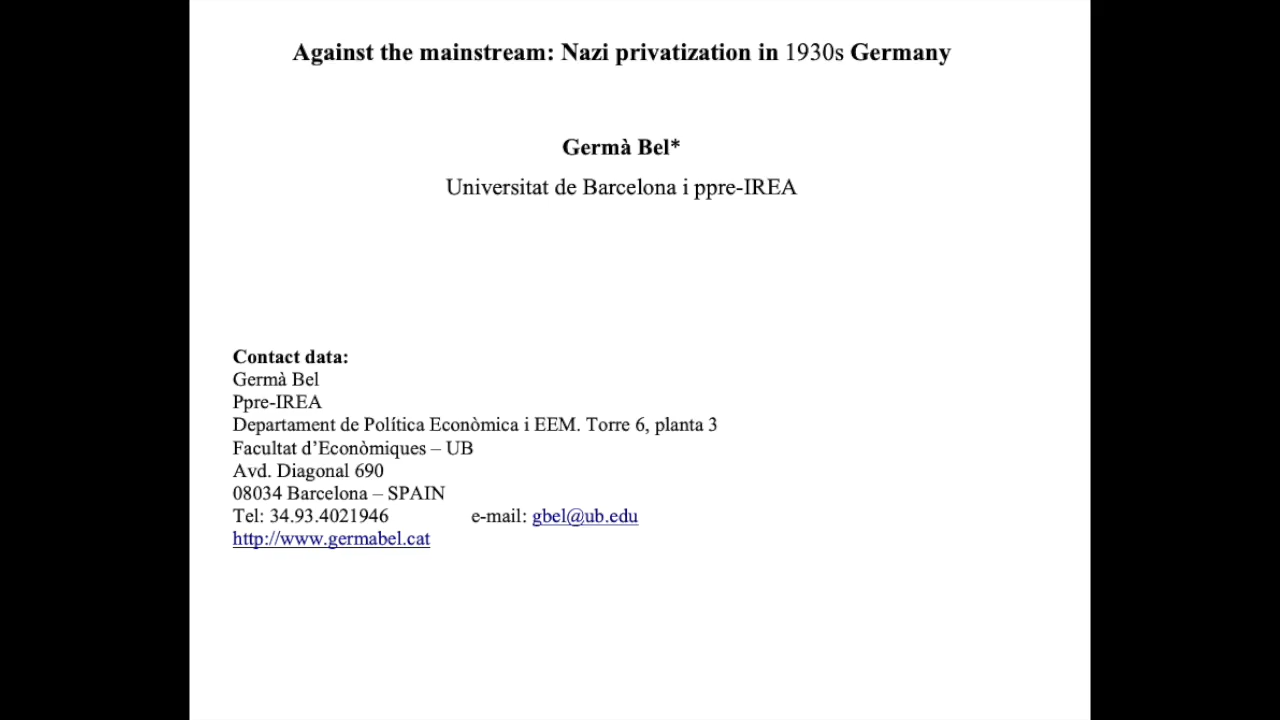 Against the mainstream: Nazi privatization in 1930s Germany
Germà Bel*
Universitat de Barcelona i ppre-IREA
Contact data:
Germà Bel
Ppre-IREA
Departament de Política Econòmica i EEM. Torre 6, planta 3
Facultat d’Econòmiques – UB
Avd. Diagonal 690
08034 Barcelona – SPAIN
Tel: 34.93.4021946 e-mail: gbel@ub.edu
http://www.germabel.cat